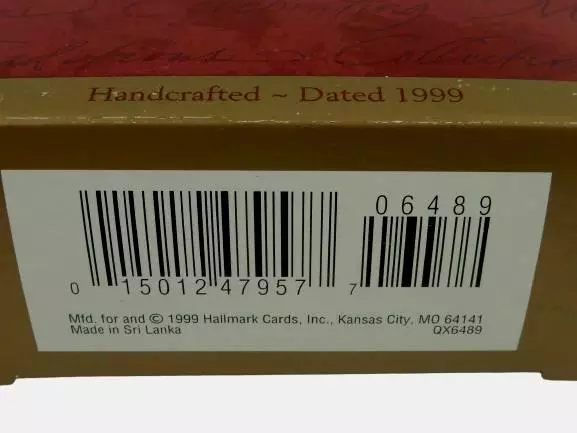 Celebrating
Handcrafted ~ Dated 1999
06489
0 15012 47957 7
Mfd. for and © 1999 Hallmark Cards, Inc., Kansas City, MO 64141
Made in Sri Lanka QX6489